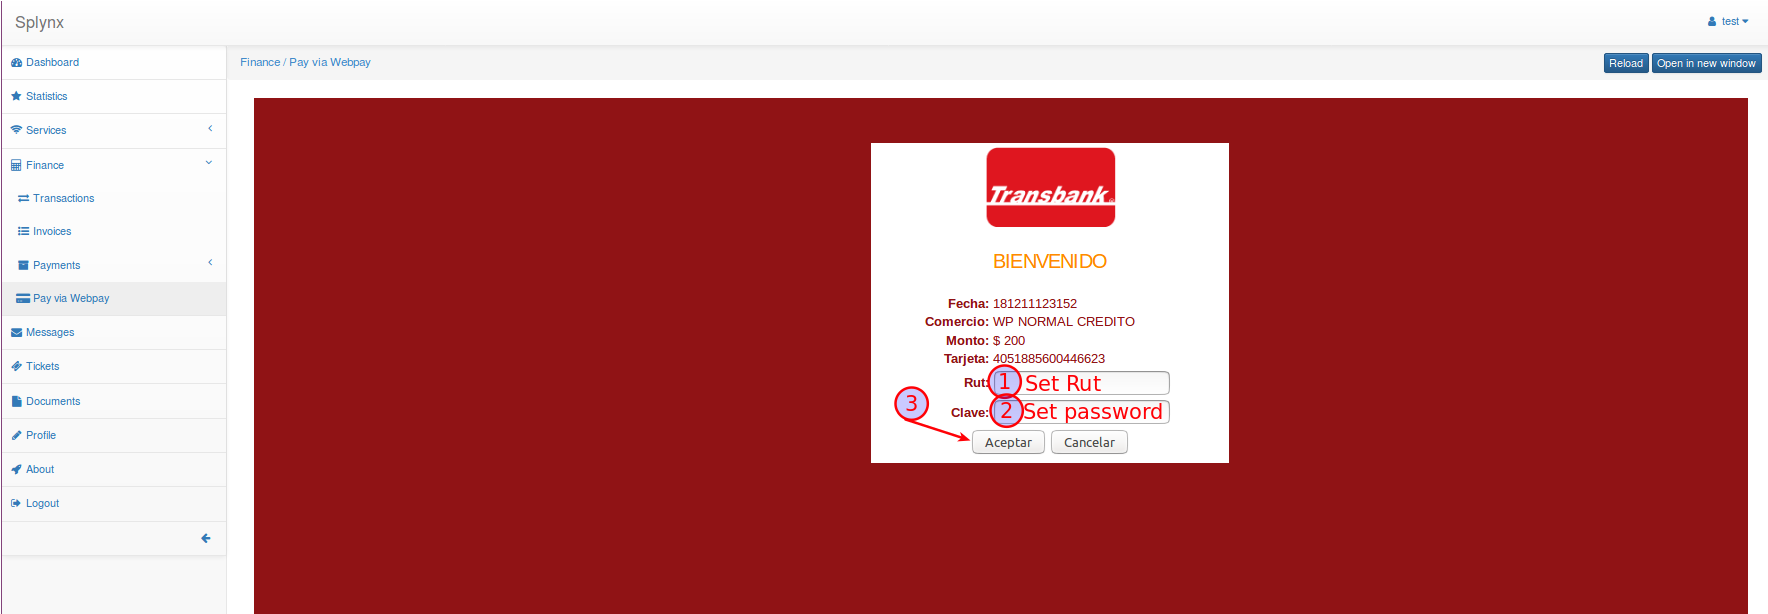 Splynx
test
Dashboard
Statistics
Services
Finance
Transactions
Invoices
Payments
Pay via Webpay
Messages
Tickets
Documents
Profile
About
Logout
Finance / Pay via Webpay
Reload
Open in new window
Transbank
BIENVENIDO
Fecha: 181211123152
Comercio: WP NORMAL CREDITO
Monto: $ 200
Tarjeta: 4051885600446623
Rut: 1 Set Rut
Clave: 2 Set password
3
Aceptar Cancelar